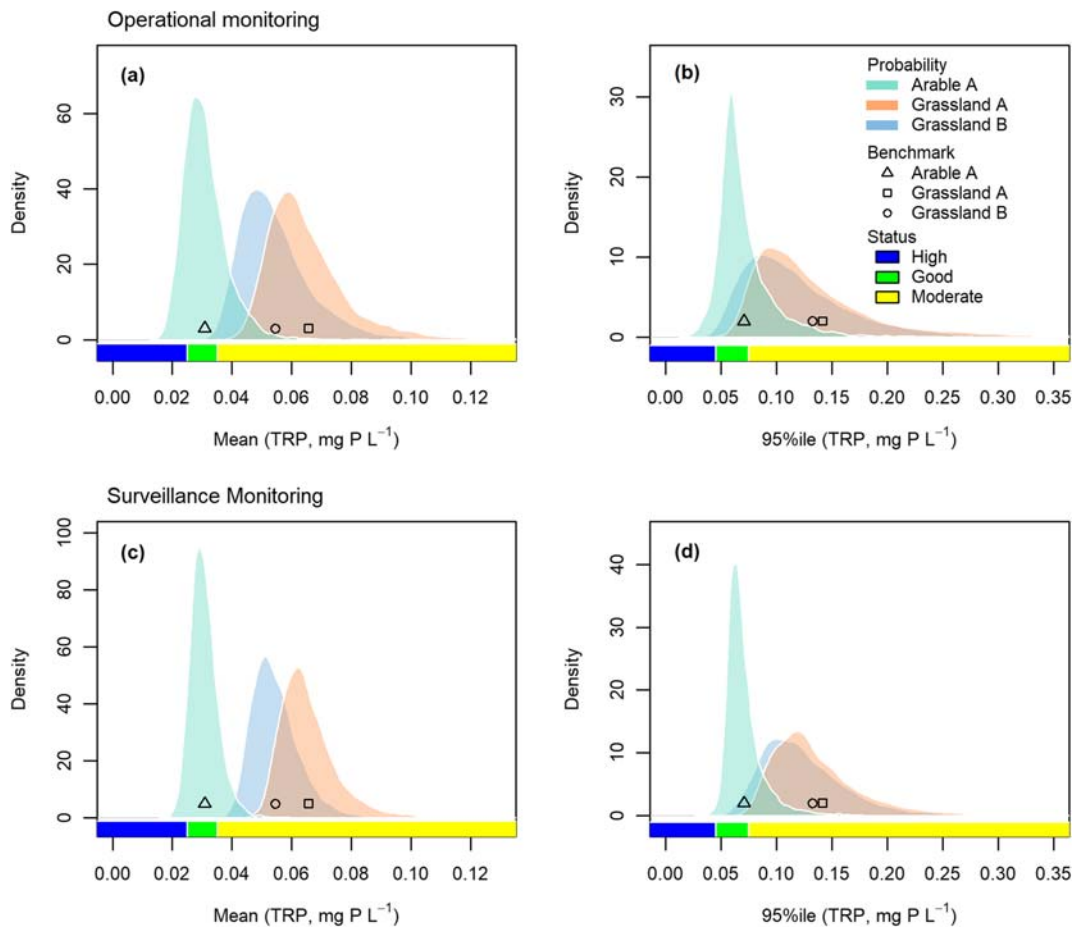 Operational monitoring
(a)
Density
0
20
40
60
0.00 0.02 0.04 0.06 0.08 0.10 0.12
Mean (TRP, mg P L⁻¹)
(b)
Density
0
10
20
30
0.00 0.05 0.10 0.15 0.20 0.25 0.30 0.35
95%ile (TRP, mg P L⁻¹)
Probability
Arable A
Grassland A
Grassland B
Benchmark
Arable A
Grassland A
Grassland B
Status
High
Good
Moderate
Surveillance Monitoring
(c)
Density
0
20
40
60
80
100
0.00 0.02 0.04 0.06 0.08 0.10 0.12
Mean (TRP, mg P L⁻¹)
(d)
Density
0
10
20
30
40
0.00 0.05 0.10 0.15 0.20 0.25 0.30 0.35
95%ile (TRP, mg P L⁻¹)